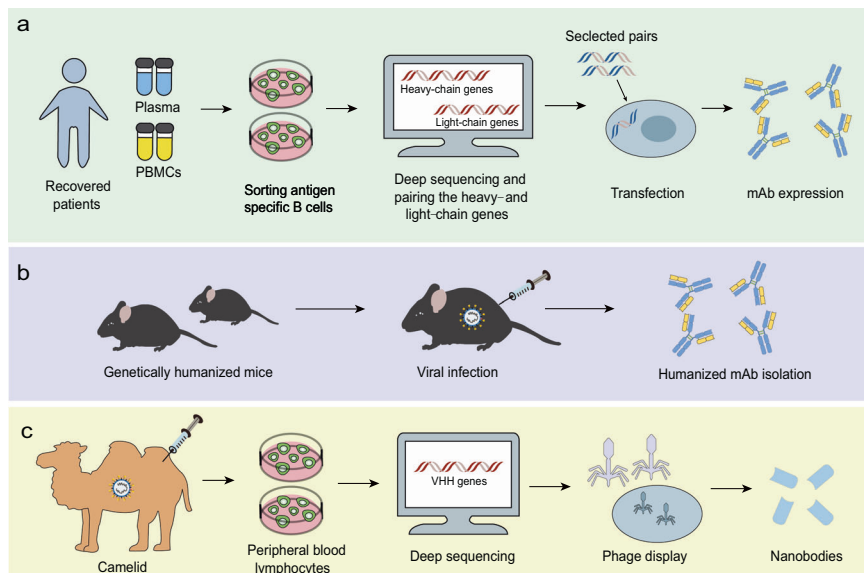 a
Seclected pairs
Plasma
PBMCs
Heavy-chain genes
Light-chain genes
Recovered
patients
Sorting antigen
specific B cells
Deep sequencing and
pairing the heavy-and
light-chain genes
Transfection
mAb expression
b
Genetically humanized mice
Viral infection
Humanized mAb isolation
c
VHH genes
Camelid
Peripheral blood
lymphocytes
Deep sequencing
Phage display
Nanobodies